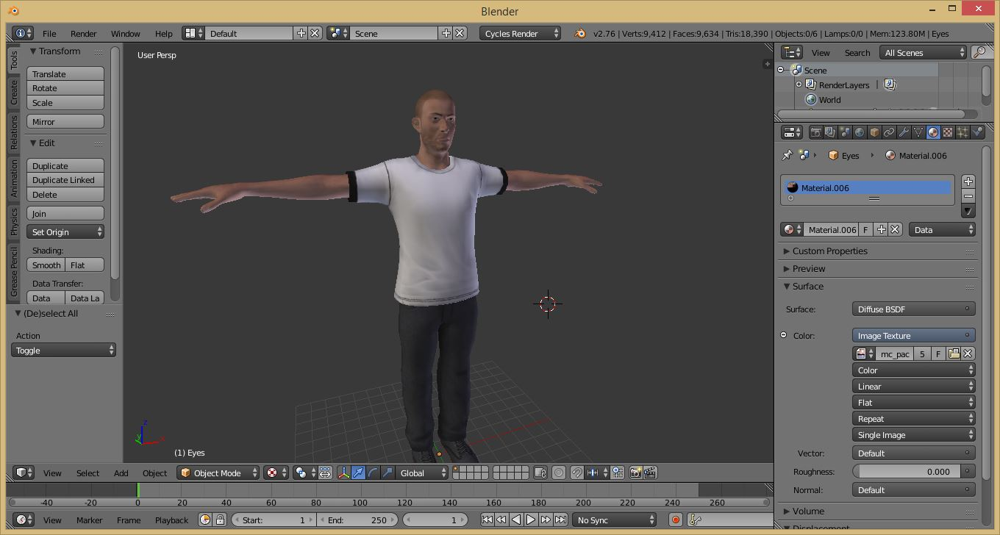 Blender
File Render Window Help Default Scene Cycles Render v2.76 | Verts:9,412 | Faces:9,634 | Tris:18,390 | Objects:0/6 | Lamps:0/0 | Mem:123.80M | Eyes
Tools
Create
Relations
Animation
Physics
Grease Pencil
Transform
Translate
Rotate
Scale
Mirror
Edit
Duplicate
Duplicate Linked
Delete
Join
Set Origin
Shading:
Smooth Flat
Data Transfer:
Data Data La
(De)select All
Action
Toggle
User Persp
z
y x
(1) Eyes
View Select Add Object Object Mode Global
-40 -20 0 20 40 60 80 100 120 140 160 180 200 220 240 260
View Marker Frame Playback Start: 1 End: 250 1 No Sync
View Search All Scenes
Scene
RenderLayers |
World
Eyes Material.006
Material.006
Material.006 F Data
Custom Properties
Preview
Surface
Surface: Diffuse BSDF
Color: Image Texture
mc_pac 5 F
Color
Linear
Flat
Repeat
Single Image
Vector: Default
Roughness: 0.000
Normal: Default
Volume
Displacement